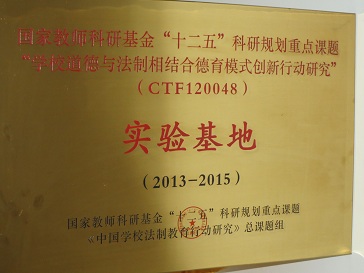 国家教师科研基金“十二五”科研规划重点课题
“学校道德与法制相结合德育模式创新行动研究”
(CTF120048)
实验基地
(2013-2015)
国家教师科研基金“十二五”科研规划重点课题
《中国学校法制教育行动研究》总课题组